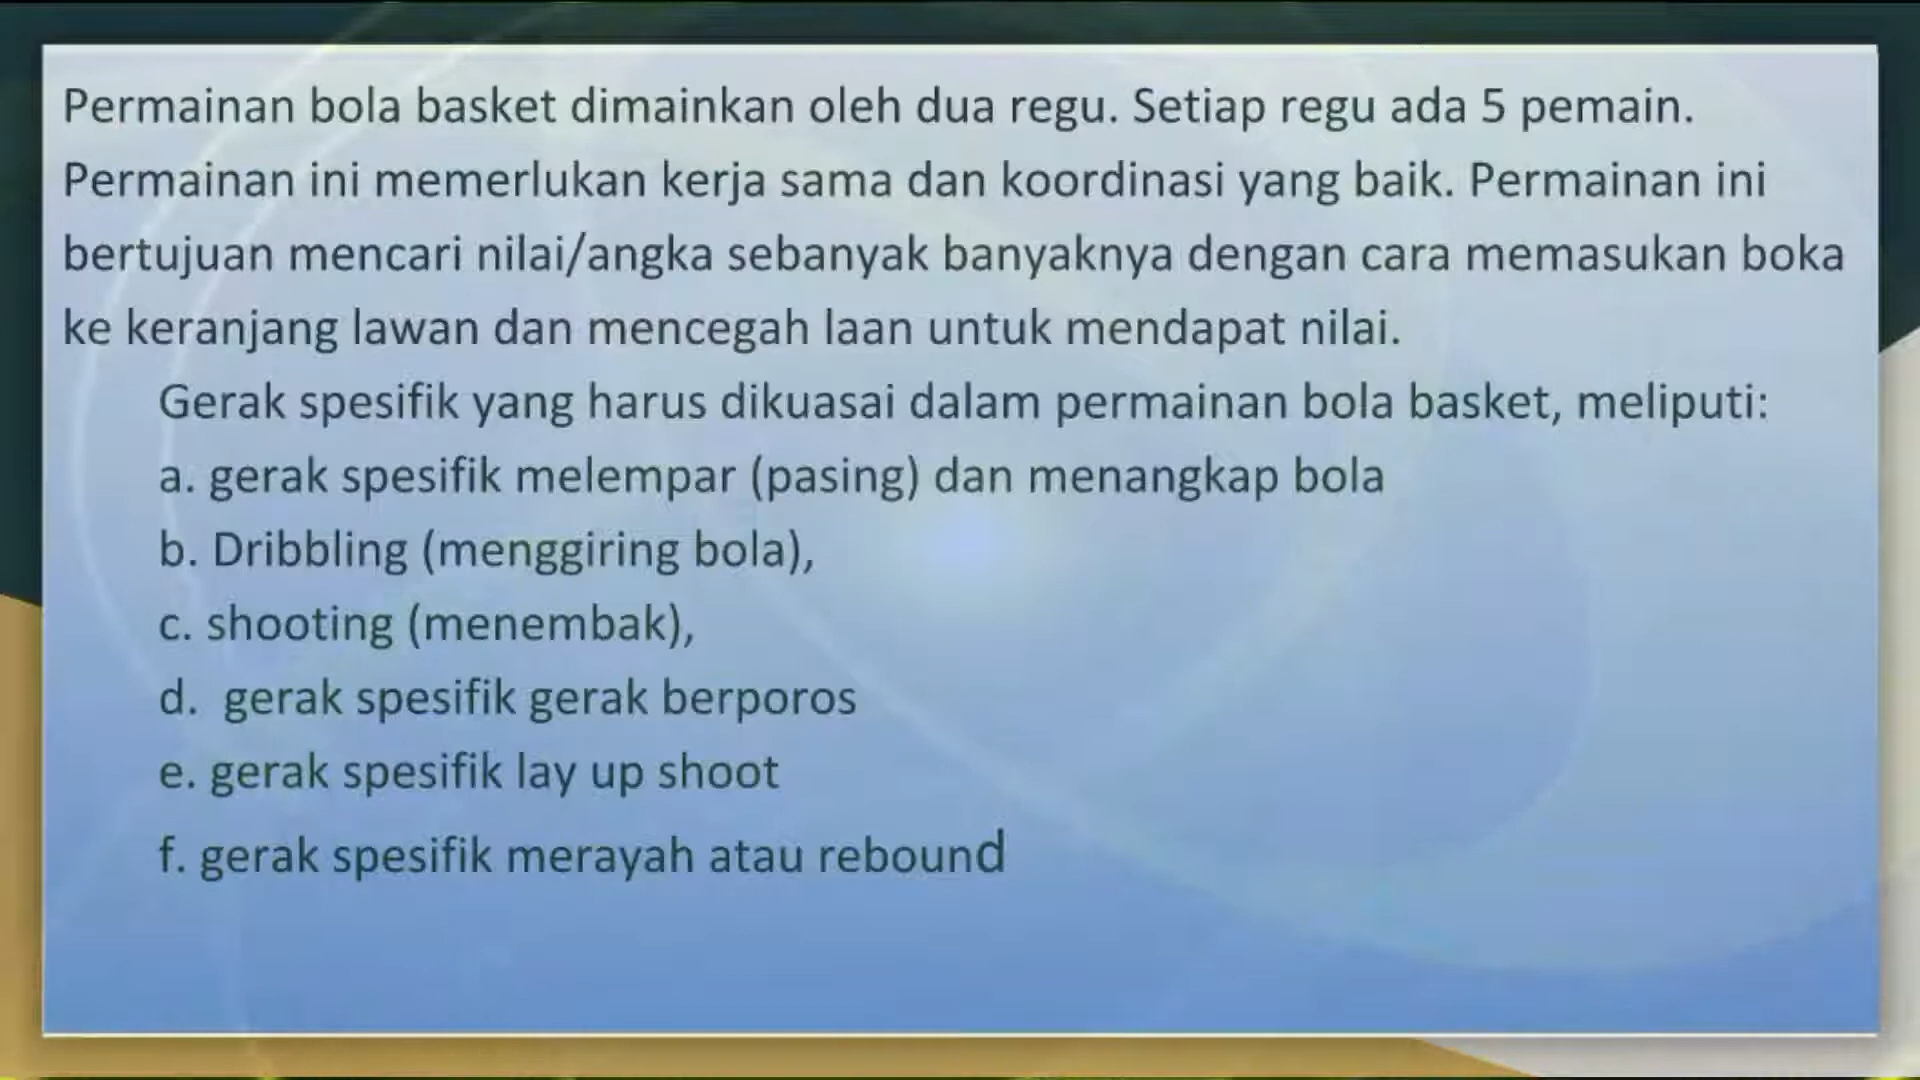 Permainan bola basket dimainkan oleh dua regu. Setiap regu ada 5 pemain.
Permainan ini memerlukan kerja sama dan koordinasi yang baik. Permainan ini
bertujuan mencari nilai/angka sebanyak banyaknya dengan cara memasukan boka
ke keranjang lawan dan mencegah laan untuk mendapat nilai.
Gerak spesifik yang harus dikuasai dalam permainan bola basket, meliputi:
a. gerak spesifik melempar (pasing) dan menangkap bola
b. Dribbling (menggiring bola),
c. shooting (menembak),
d.  gerak spesifik gerak berporos
e. gerak spesifik lay up shoot
f. gerak spesifik merayah atau rebound